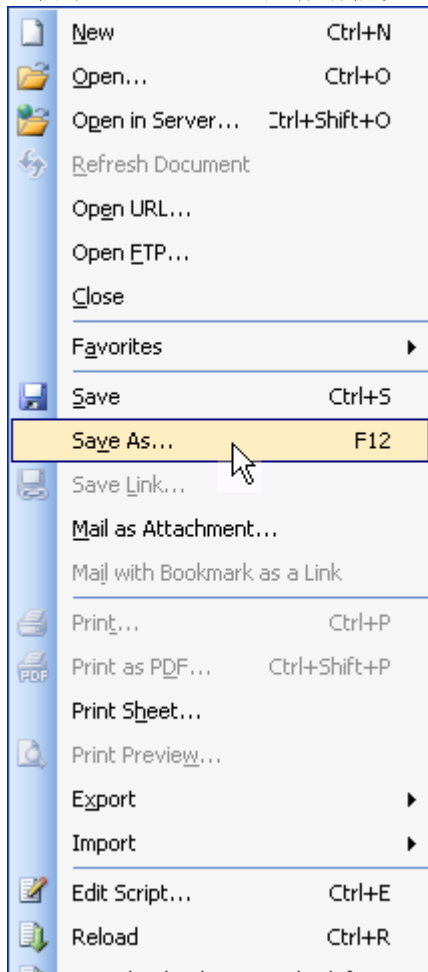 New Ctrl+N
Open... Ctrl+O
Open in Server... Ctrl+Shift+O
Refresh Document
Open URL...
Open FTP...
Close
Favorites
Save Ctrl+S
Save As... F12
Save Link...
Mail as Attachment...
Mail with Bookmark as a Link
Print... Ctrl+P
PDF Print as PDF... Ctrl+Shift+P
Print Sheet...
Print Preview...
Export
Import
Edit Script... Ctrl+E
Reload Ctrl+R